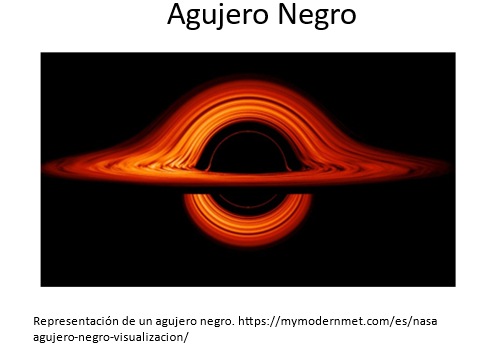 Agujero Negro
Representación de un agujero negro. https://mymodernmet.com/es/nasa
agujero-negro-visualizacion/